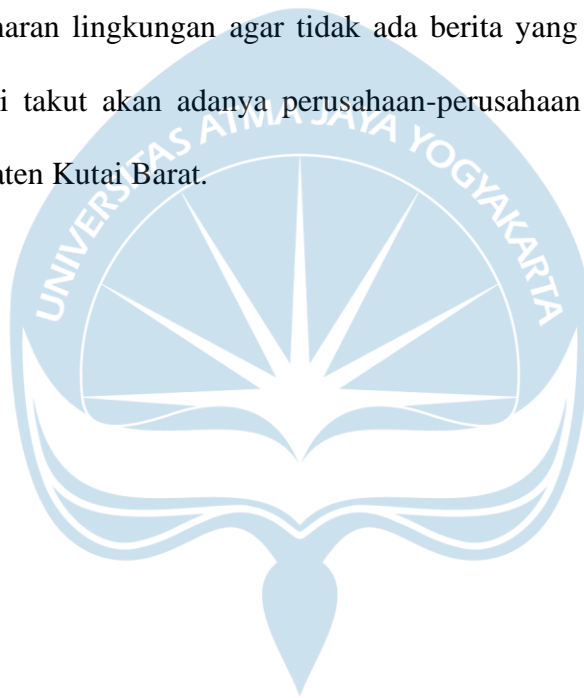 naran lingkungan agar tidak ada berita yang
i takut akan adanya perusahaan-perusahaan
aten Kutai Barat.
UNIVERSITAS ATMA JAYA YOGYAKARTA